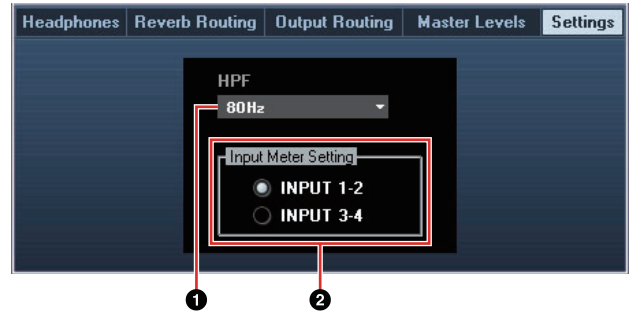 Headphones Reverb Routing Output Routing Master Levels Settings
HPF
80Hz
Input Meter Setting
INPUT 1-2
INPUT 3-4
1 2